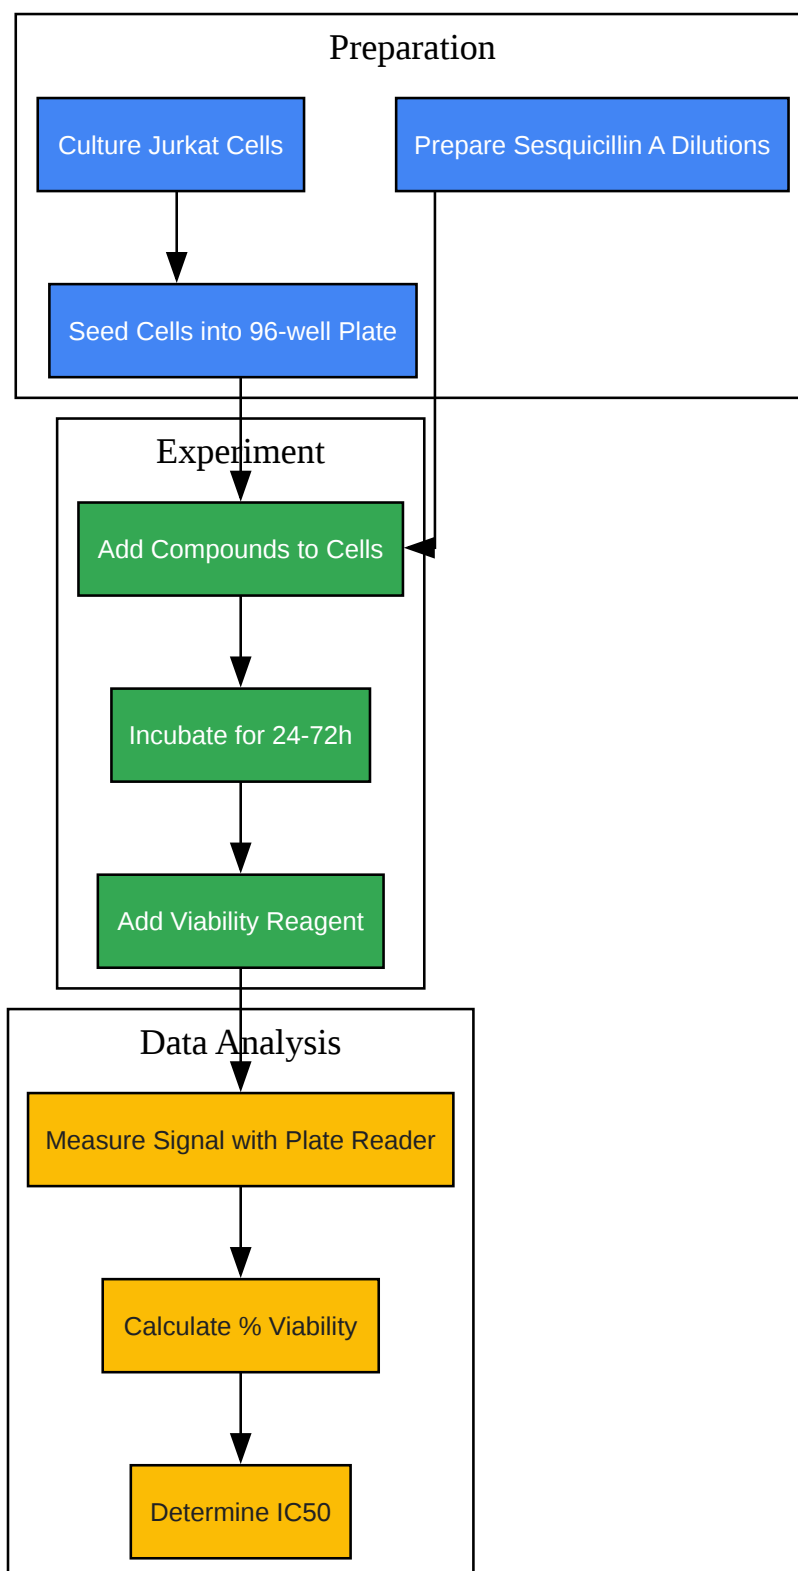 Preparation
Culture Jurkat Cells
Prepare Sesquicillin A Dilutions
Seed Cells into 96-well Plate
Experiment
Add Compounds to Cells
Incubate for 24-72h
Add Viability Reagent
Data Analysis
Measure Signal with Plate Reader
Calculate % Viability
Determine IC50